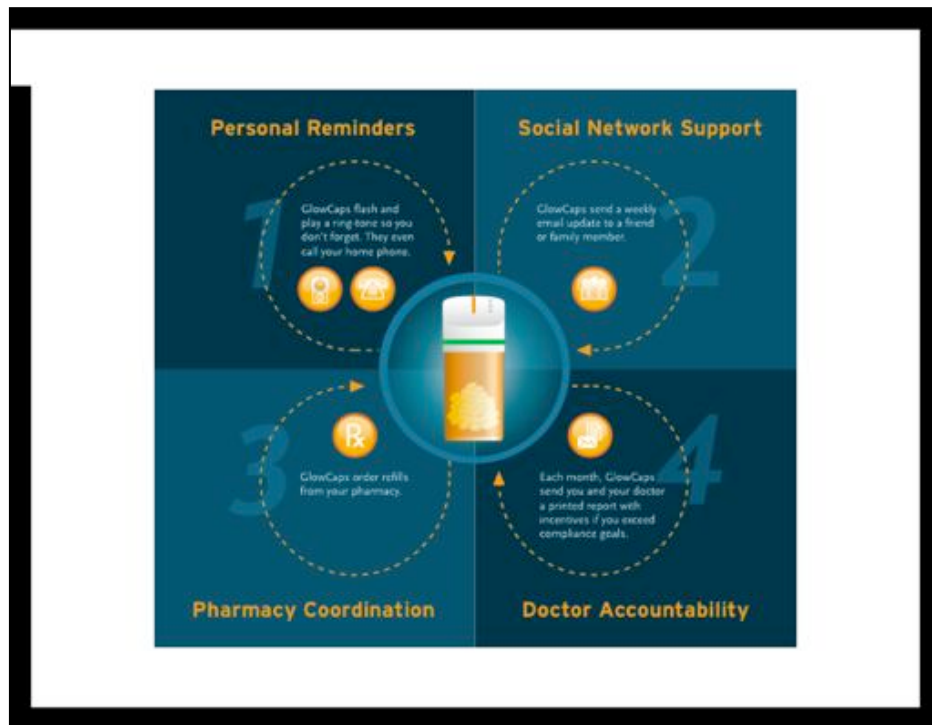 Personal Reminders
1
GlowCaps flash and
play a ring-tone so you
don't forget. They even
call your home phone.
Social Network Support
2
GlowCaps send a weekly
email update to a friend
or family member.
3
Rx
GlowCaps order refills
from your pharmacy.
Pharmacy Coordination
4
Each month, GlowCaps
send you and your doctor
a printed report with
incentives if you exceed
compliance goals.
Doctor Accountability